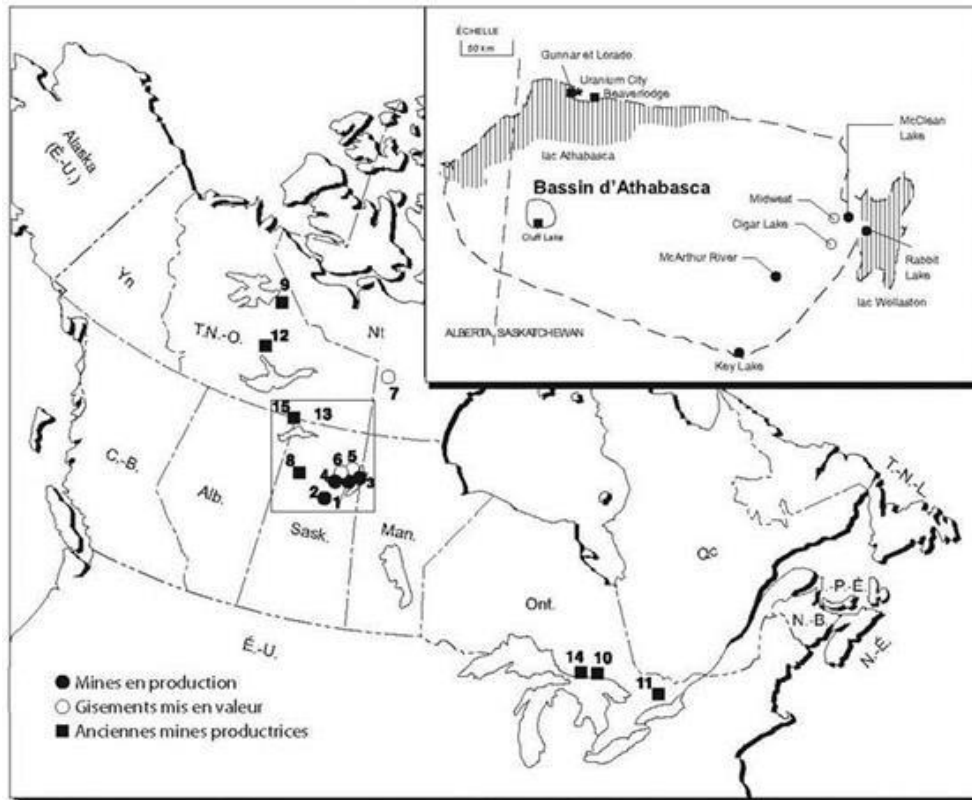 ÉCHELLE
50 km
Gunnar et Lorado
Uranium City
Beaverlodge
McClean
Lake
lac Athabasca
Bassin d'Athabasca
Cluff Lake
Midweat
Cigar Lake
McArthur River
Rabbit
Lake
lac Wollaston
ALBERTA
SASKATCHEWAN
Key Lake
Alaska
(É.-U.)
Yn
T.N.-O.
Nt
9
12
7
15
13
8
6
5
4
3
2
1
C.-B.
Alb.
Sask.
Man.
Ont.
Qc
T.-N.-L.
I.-P.-É.
N.-B.
N.-É.
É.-U.
14
10
11
Mines en production
Gisements mis en valeur
Anciennes mines productrices